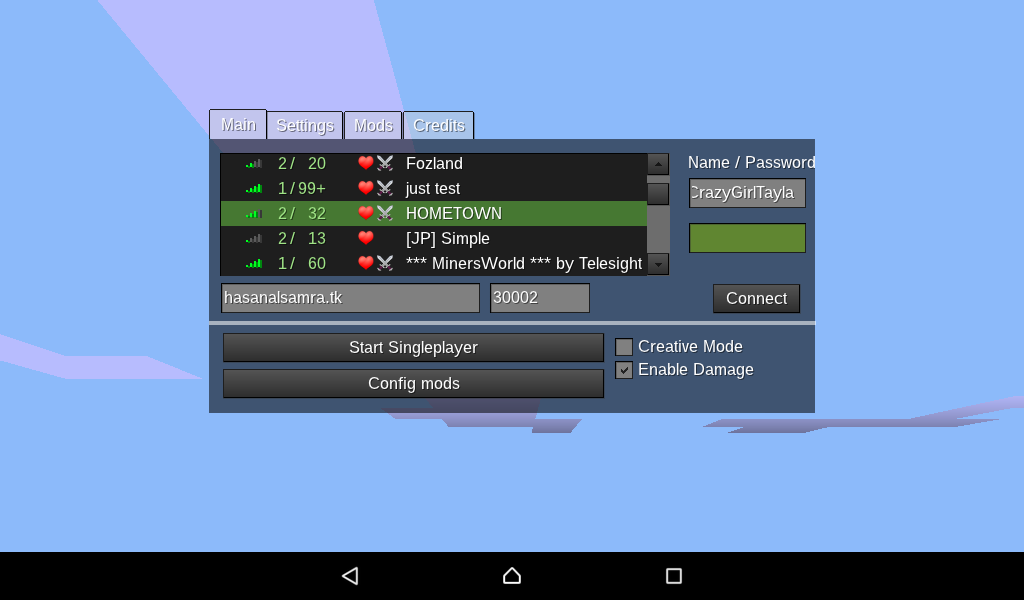 Main Settings Mods Credits
2 / 20 Fozland
1 / 99+ just test
2 / 32 HOMETOWN
2 / 13 [JP] Simple
1 / 60 *** MinersWorld *** by Telesight
Name / Password
CrazyGirlTayla
hasanalsamra.tk 30002 Connect
Start Singleplayer
Config mods
Creative Mode
Enable Damage